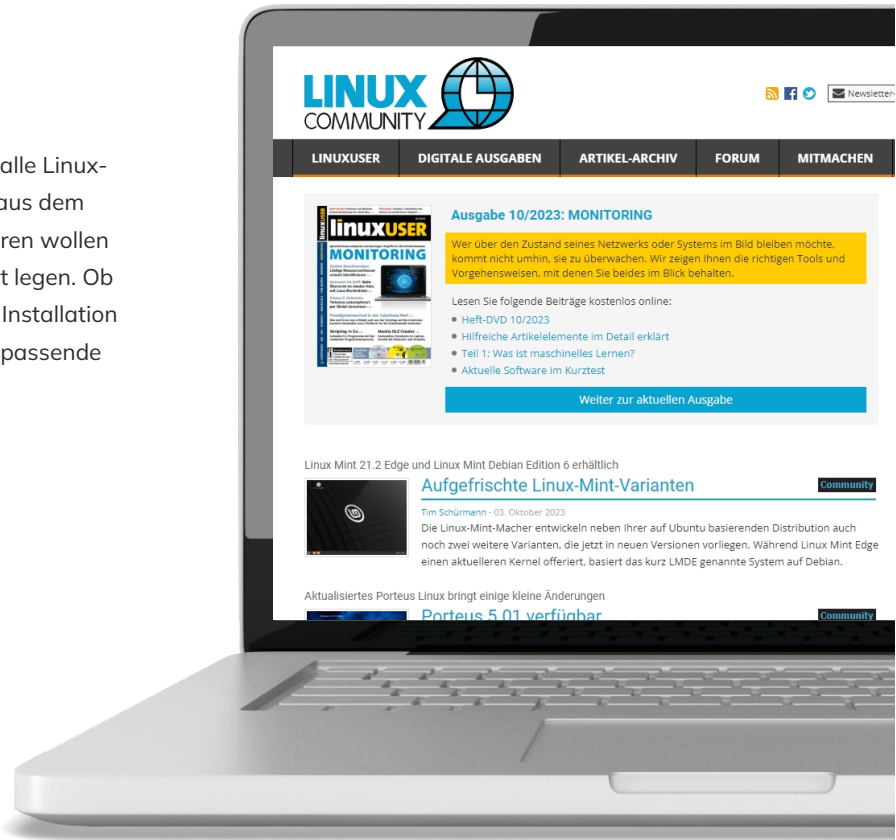 alle Linux-
aus dem
ren wollen
t legen. Ob
Installation
passende
LINUX
COMMUNITY
Newsletter-
LINUXUSER DIGITALE AUSGABEN ARTIKEL-ARCHIV FORUM MITMACHEN
linuxUSER
MONITORING
Ausgabe 10/2023: MONITORING
Wer über den Zustand seines Netzwerks oder Systems im Bild bleiben möchte,
kommt nicht umhin, sie zu überwachen. Wir zeigen Ihnen die richtigen Tools und
Vorgehensweisen, mit denen Sie beides im Blick behalten.
Lesen Sie folgende Beiträge kostenlos online:
Heft-DVD 10/2023
Hilfreiche Artikelelemente im Detail erklärt
Teil 1: Was ist maschinelles Lernen?
Aktuelle Software im Kurztest
Weiter zur aktuellen Ausgabe
Linux Mint 21.2 Edge und Linux Mint Debian Edition 6 erhältlich
Aufgefrischte Linux-Mint-Varianten
Community
Tim Schürmann - 03. Oktober 2023
Die Linux-Mint-Macher entwickeln neben Ihrer auf Ubuntu basierenden Distribution auch
noch zwei weitere Varianten, die jetzt in neuen Versionen vorliegen. Während Linux Mint Edge
einen aktuelleren Kernel offeriert, basiert das kurz LMDE genannte System auf Debian.
Aktualisiertes Porteus Linux bringt einige kleine Änderungen
Porteus 5.01 verfügbar
Community